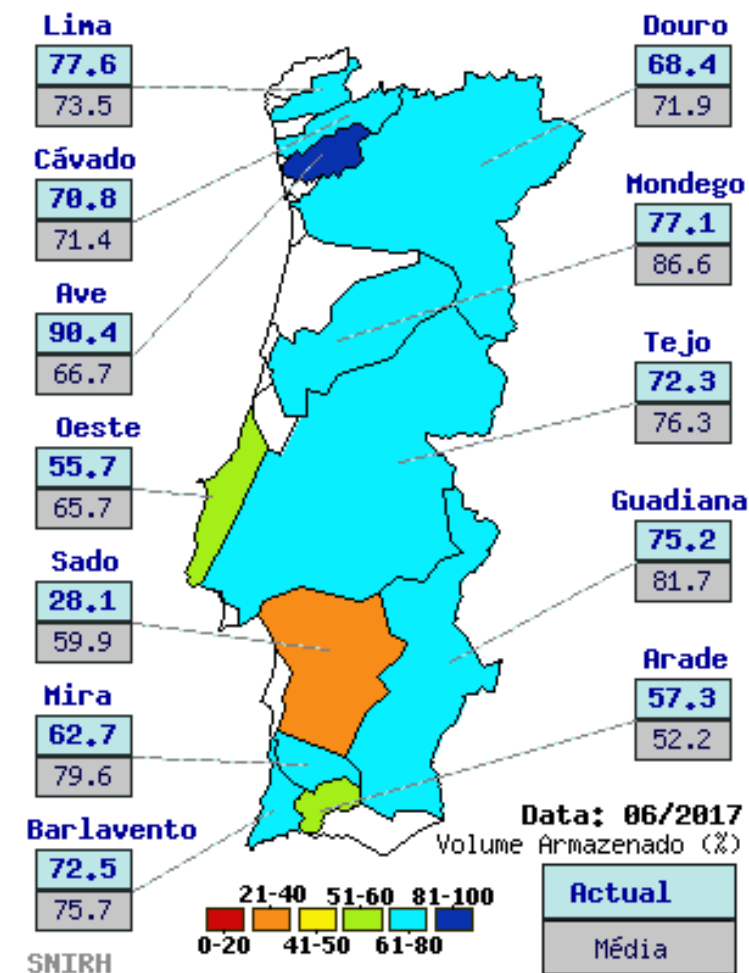 Lima
77.6
73.5
Cávado
70.8
71.4
Ave
90.4
66.7
Oeste
55.7
65.7
Sado
28.1
59.9
Mira
62.7
79.6
Barlavento
72.5
75.7
Douro
68.4
71.9
Mondego
77.1
86.6
Tejo
72.3
76.3
Guadiana
75.2
81.7
Arade
57.3
52.2
Data: 06/2017
Volume Armazenado (%)
Actual
Média
21-40 51-60 81-100
0-20 41-50 61-80
SNIRH